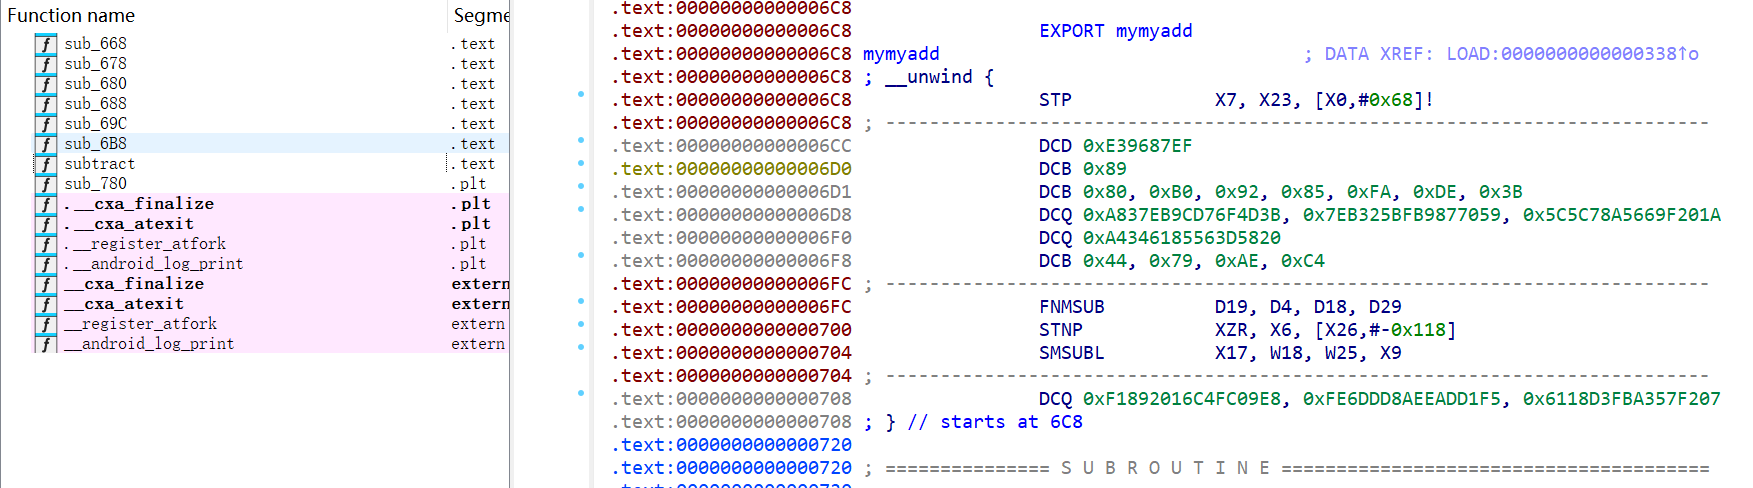 Function name Segme
f sub_668 .text
f sub_678 .text
f sub_680 .text
f sub_688 .text
f sub_69C .text
f sub_6B8 .text
f subtract .text
f sub_780 .plt
f .__cxa_finalize .plt
f .__cxa_atexit .plt
f .__register_atfork .plt
f .__android_log_print .plt
f __cxa_finalize extern
f __cxa_atexit extern
f __register_atfork extern
f __android_log_print extern
.text:00000000000006C8
.text:00000000000006C8 EXPORT mymyadd
.text:00000000000006C8 mymyadd ; DATA XREF: LOAD:0000000000000338↑o
.text:00000000000006C8 ; __unwind {
.text:00000000000006C8 STP X7, X23, [X0,#0x68]!
.text:00000000000006C8 ; ---------------------------------------------------------------------------
.text:00000000000006CC DCD 0xE39687EF
.text:00000000000006D0 DCB 0x89
.text:00000000000006D1 DCB 0x80, 0xB0, 0x92, 0x85, 0xFA, 0xDE, 0x3B
.text:00000000000006D8 DCQ 0xA837EB9CD76F4D3B, 0x7EB325BFB9877059, 0x5C5C78A5669F201A
.text:00000000000006F0 DCQ 0xA4346185563D5820
.text:00000000000006F8 DCB 0x44, 0x79, 0xAE, 0xC4
.text:00000000000006FC ; ---------------------------------------------------------------------------
.text:00000000000006FC FNMSUB D19, D4, D18, D29
.text:0000000000000700 STNP XZR, X6, [X26,#-0x118]
.text:0000000000000704 SMSUBL X17, W18, W25, X9
.text:0000000000000704 ; ---------------------------------------------------------------------------
.text:0000000000000708 DCQ 0xF1892016C4FC09E8, 0xFE6DDD8AEEADD1F5, 0x6118D3FBA357F207
.text:0000000000000708 ; } // starts at 6C8
.text:0000000000000720
.text:0000000000000720 ; =============== S U B R O U T I N E =======================================